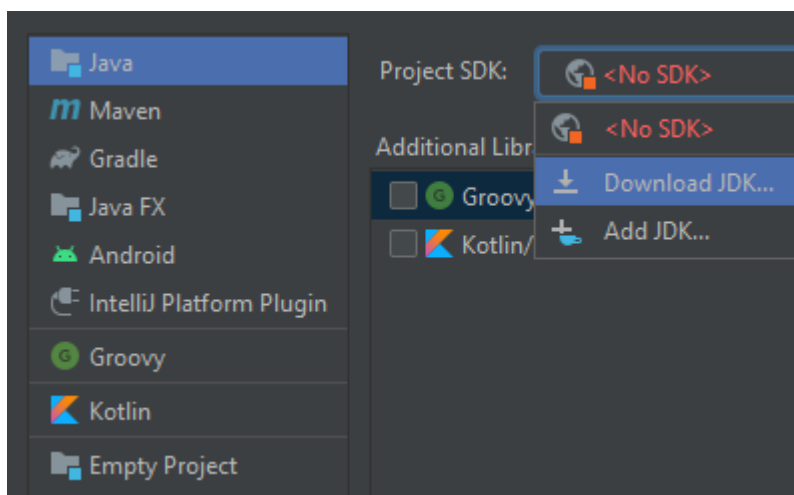 Java
Maven
Gradle
Java FX
Android
IntelliJ Platform Plugin
Groovy
Kotlin
Empty Project
Project SDK:
<No SDK>
<No SDK>
Download JDK...
Add JDK...
Additional Libr
Groovy
Kotlin/